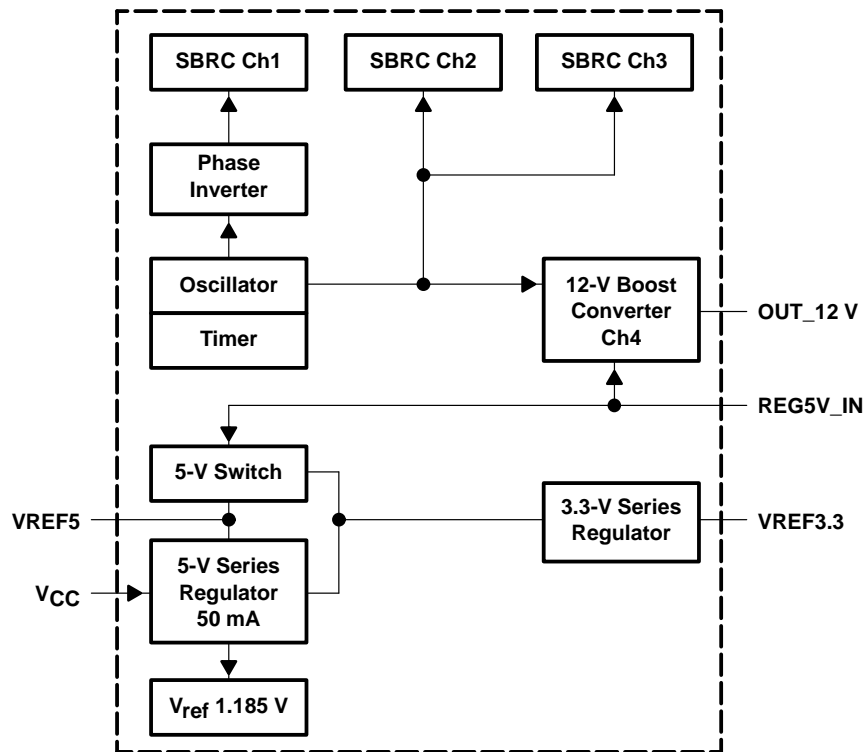 SBRC Ch1
SBRC Ch2
SBRC Ch3
Phase
Inverter
Oscillator
Timer
12-V Boost
Converter
Ch4
OUT_12 V
REG5V_IN
5-V Switch
VREF5
3.3-V Series
Regulator
VREF3.3
5-V Series
Regulator
50 mA
VCC
Vref 1.185 V